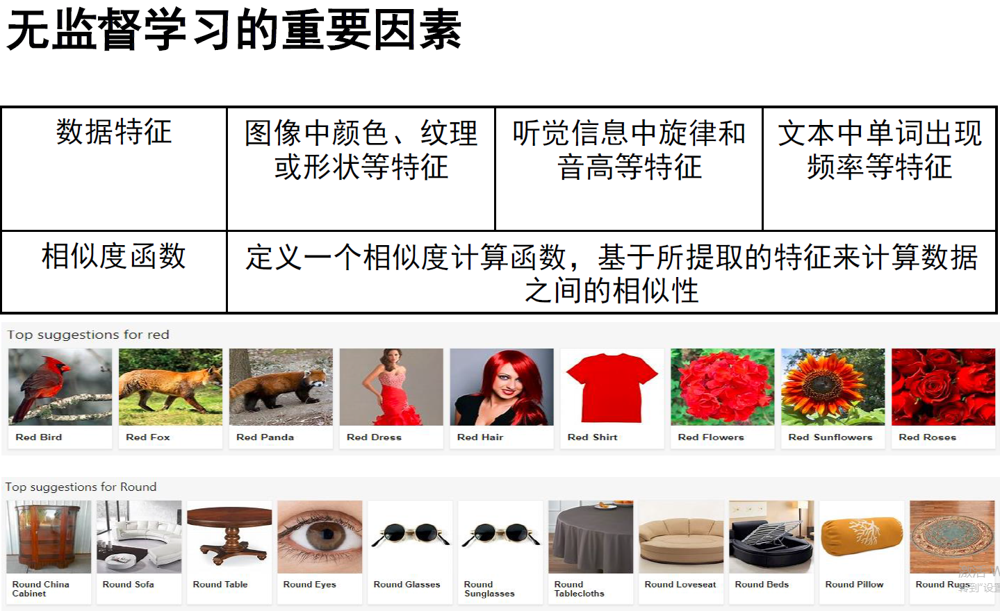 无监督学习的重要因素
数据特征
图像中颜色、纹理
或形状等特征
听觉信息中旋律和
音高等特征
文本中单词出现
频率等特征
相似度函数
定义一个相似度计算函数，基于所提取的特征来计算数据
之间的相似性
Top suggestions for red
Red Bird
Red Fox
Red Panda
Red Dress
Red Hair
Red Shirt
Red Flowers
Red Sunflowers
Red Roses
Top suggestions for Round
Round China
Cabinet
Round Sofa
Round Table
Round Eyes
Round Glasses
Round
Sunglasses
Round
Tablecloths
Round Loveseat
Round Beds
Round Pillow
Round Rugs
激活 W
转到"设置